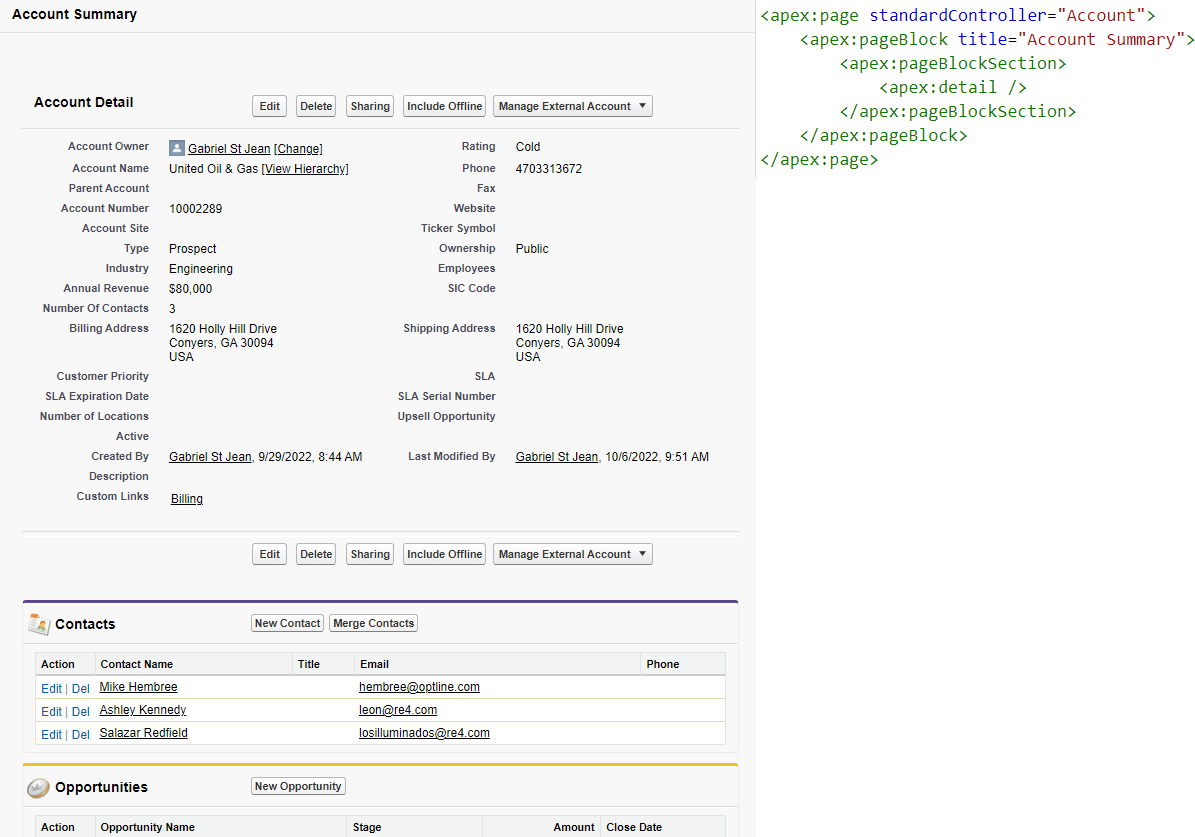 Account Summary
Account Detail
Edit Delete Sharing Include Offline Manage External Account
Account Owner Gabriel St Jean [Change] Rating Cold
Account Name United Oil & Gas [View Hierarchy] Phone 4703313672
Parent Account Fax
Account Number 10002289 Website
Account Site Ticker Symbol
Type Prospect Ownership Public
Industry Engineering Employees
Annual Revenue $80,000 SIC Code
Number Of Contacts 3
Billing Address 1620 Holly Hill Drive Shipping Address 1620 Holly Hill Drive
Conyers, GA 30094 Conyers, GA 30094
USA USA
Customer Priority SLA
SLA Expiration Date SLA Serial Number
Number of Locations Upsell Opportunity
Active
Created By Gabriel St Jean, 9/29/2022, 8:44 AM Last Modified By Gabriel St Jean, 10/6/2022, 9:51 AM
Description
Custom Links Billing
Edit Delete Sharing Include Offline Manage External Account
Contacts New Contact Merge Contacts
Action Contact Name Title Email Phone
Edit | Del Mike Hembree hembree@optline.com
Edit | Del Ashley Kennedy leon@re4.com
Edit | Del Salazar Redfield losilluminados@re4.com
Opportunities New Opportunity
Action Opportunity Name Stage Amount Close Date
<apex:page standardController="Account">
<apex:pageBlock title="Account Summary">
<apex:pageBlockSection>
<apex:detail />
</apex:pageBlockSection>
</apex:pageBlock>
</apex:page>